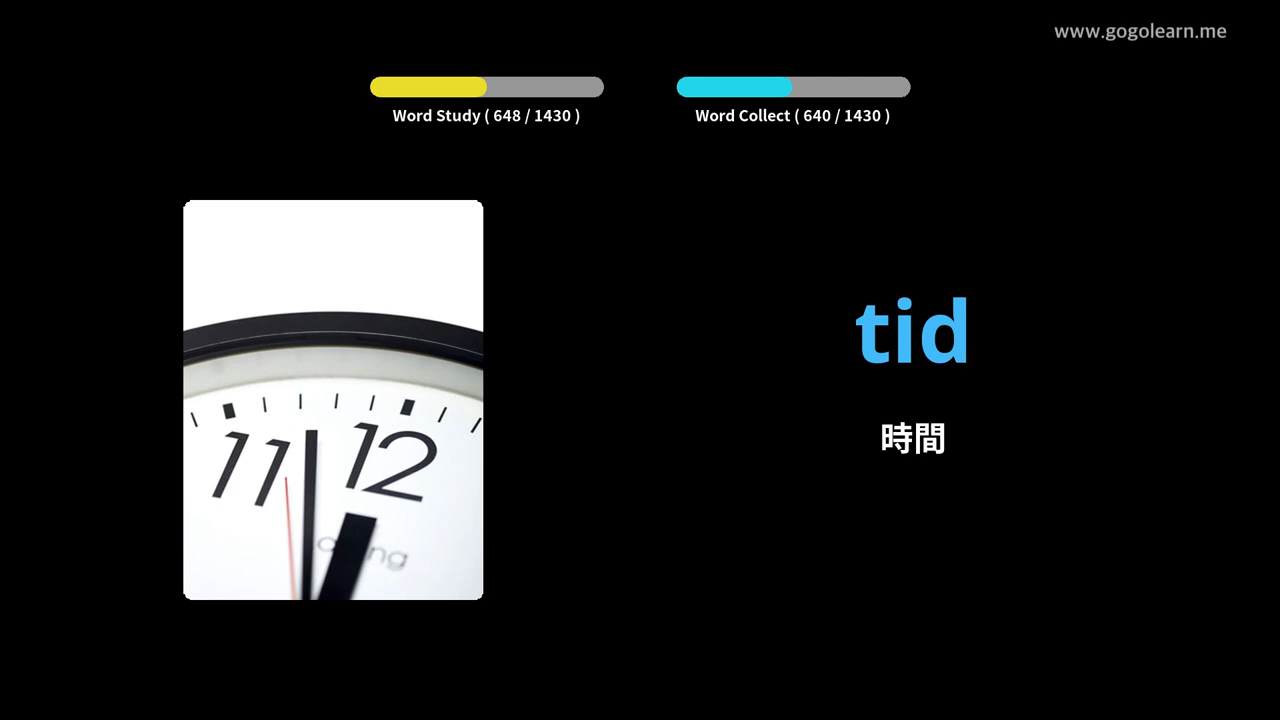 www.gogolearn.me
Word Study ( 648 / 1430 )
Word Collect ( 640 / 1430 )
tid
時間
11
12